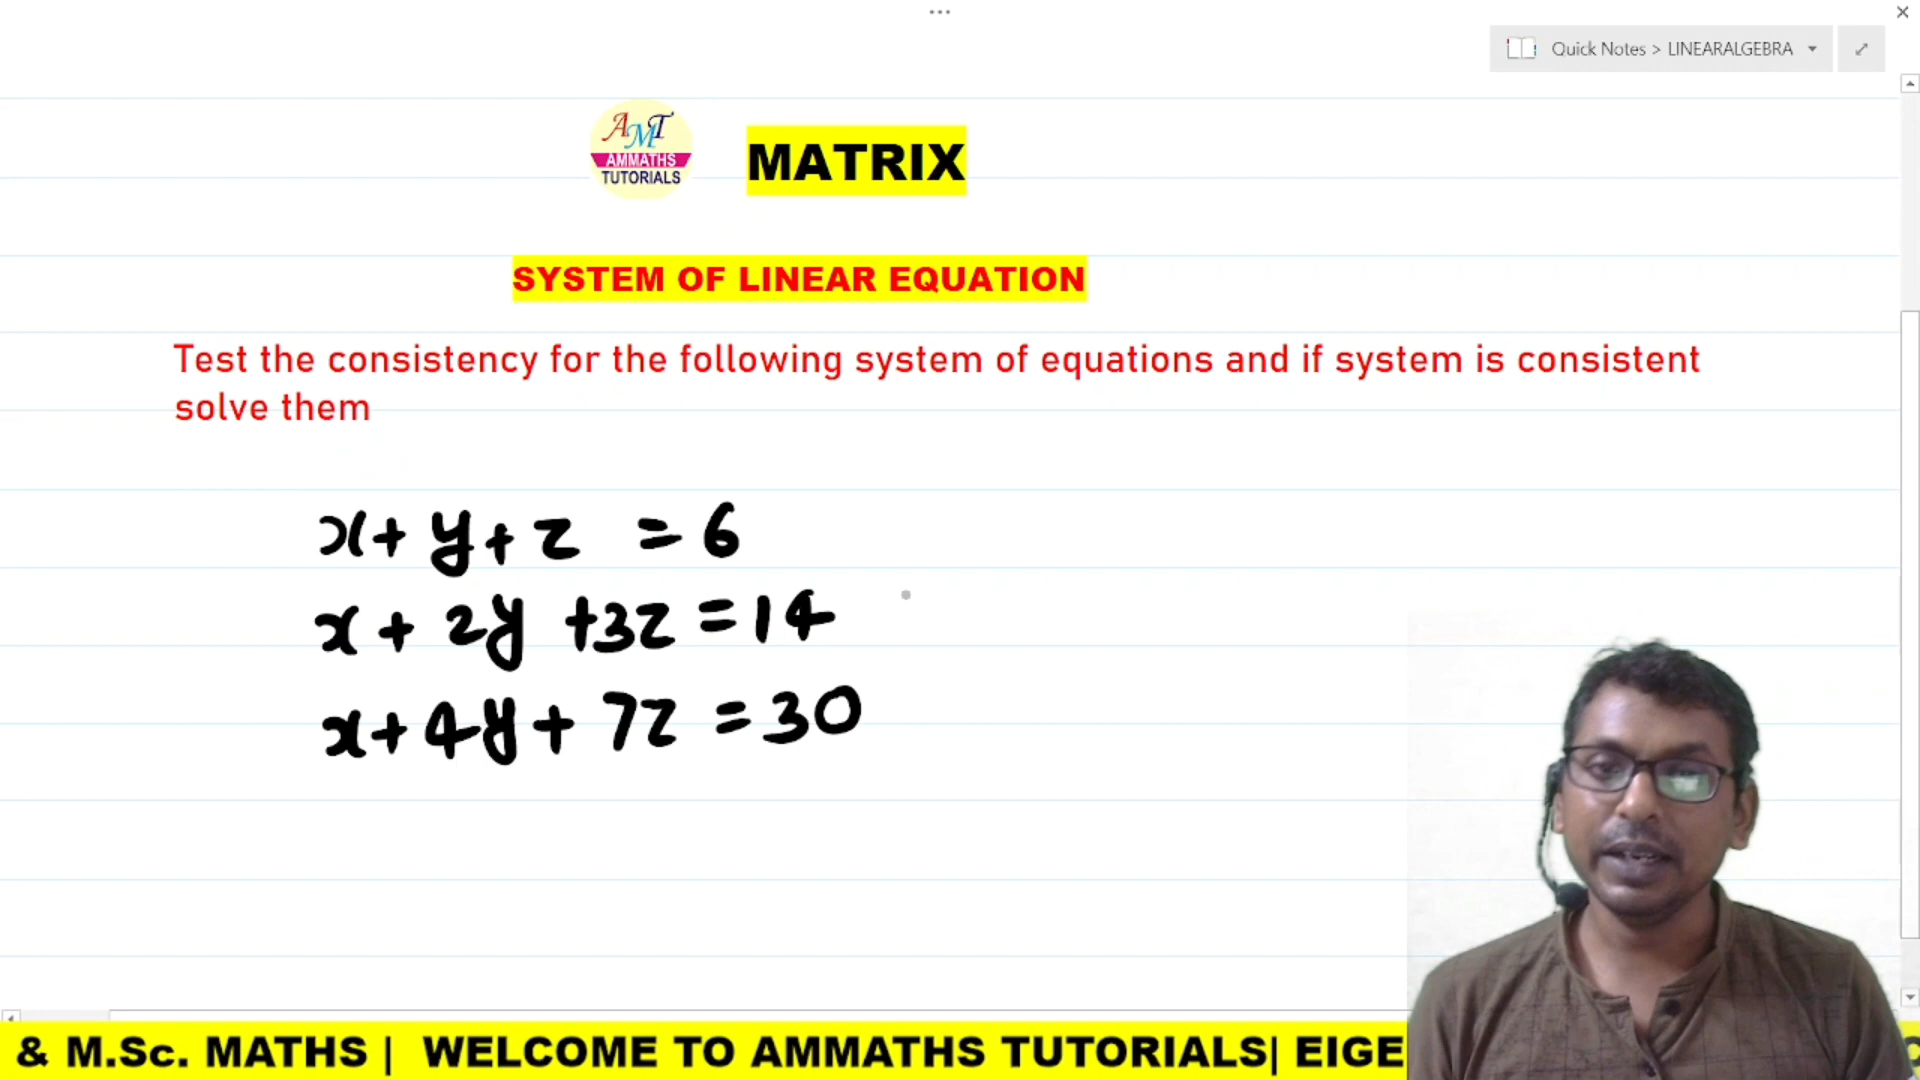 Quick Notes > LINEARALGEBRA
AMT
AMMATHS
TUTORIALS
MATRIX
SYSTEM OF LINEAR EQUATION
Test the consistency for the following system of equations and if system is consistent
solve them
x + y + z = 6
x + 2y + 3z = 14
x + 4y + 7z = 30
& M.Sc. MATHS | WELCOME TO AMMATHS TUTORIALS| EIGE